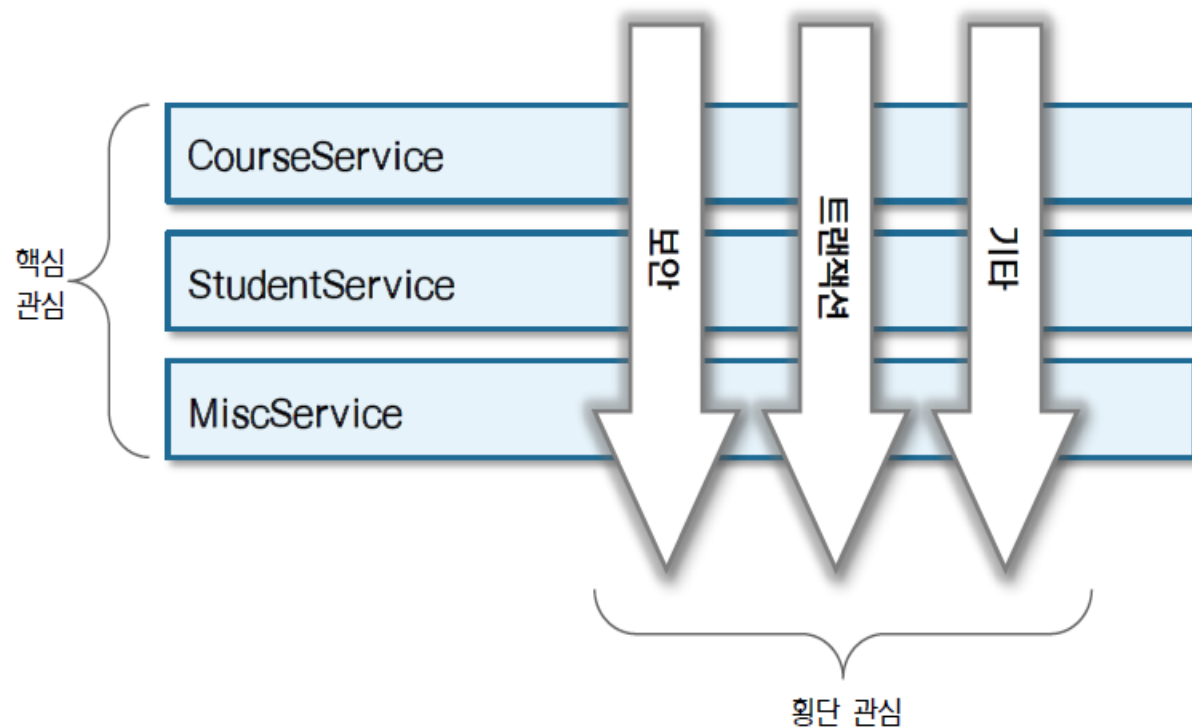 CourseService
핵심
관심
StudentService
MiscService
보안
트랜잭션
기타
횡단 관심